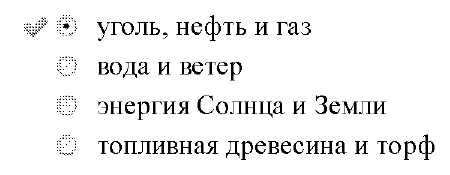 уголь, нефть и газ
вода и ветер
энергия Солнца и Земли
топливная древесина и торф